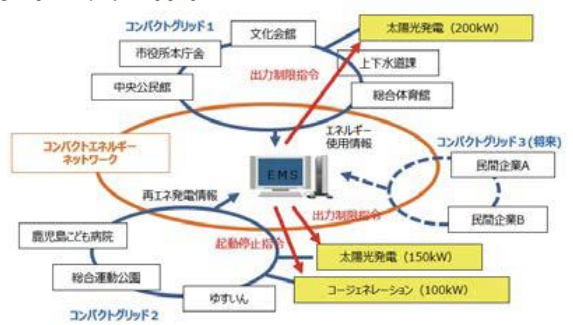 コンパクトグリッド1
文化会館
太陽光発電（200kW）
市役所本庁舎
上下水道課
中央公民館
出力制限指令
総合体育館
コンパクトエネルギー
ネットワーク
エネルギー
使用情報
コンパクトグリッド3(将来)
民間企業A
EMS
再エネ発電情報
出力制限指令
民間企業B
鹿児島こども病院
起動停止指令
太陽光発電（150kW）
総合運動公園
コージェネレーション（100kW）
ゆすいん
コンパクトグリッド2